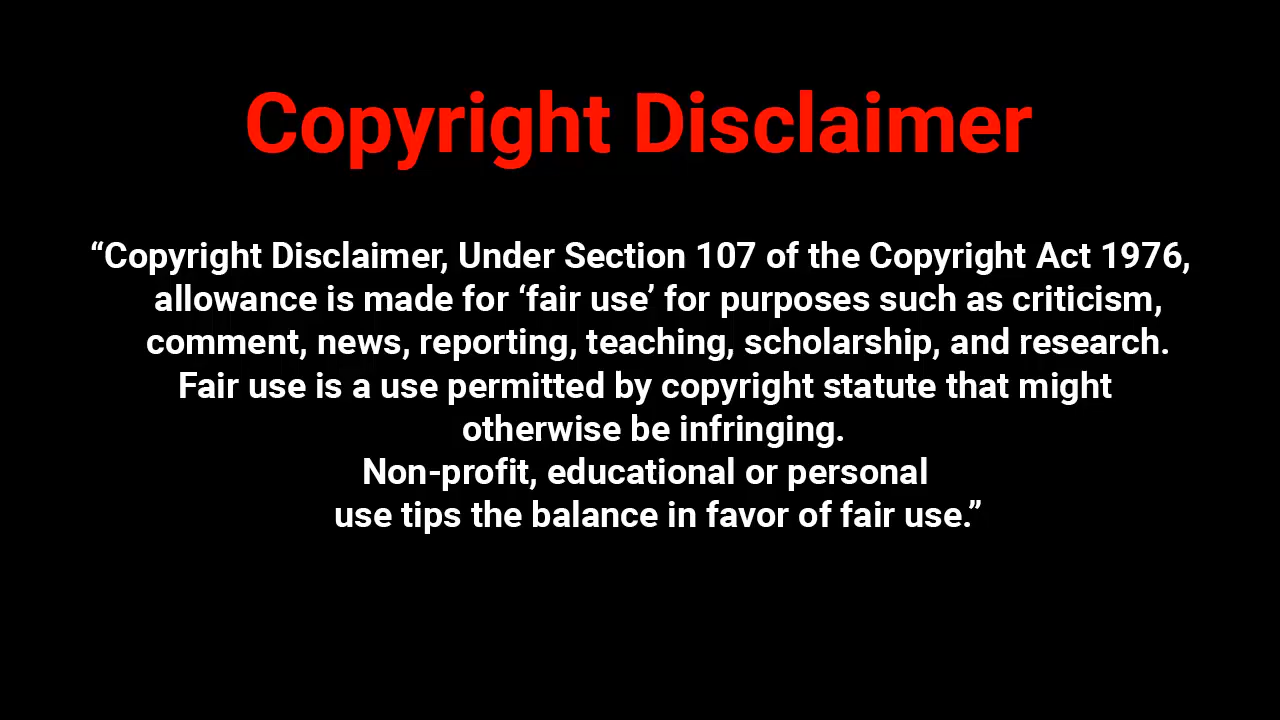 Copyright Disclaimer
“Copyright Disclaimer, Under Section 107 of the Copyright Act 1976,
allowance is made for ‘fair use’ for purposes such as criticism,
comment, news, reporting, teaching, scholarship, and research.
Fair use is a use permitted by copyright statute that might
otherwise be infringing.
Non-profit, educational or personal
use tips the balance in favor of fair use.”